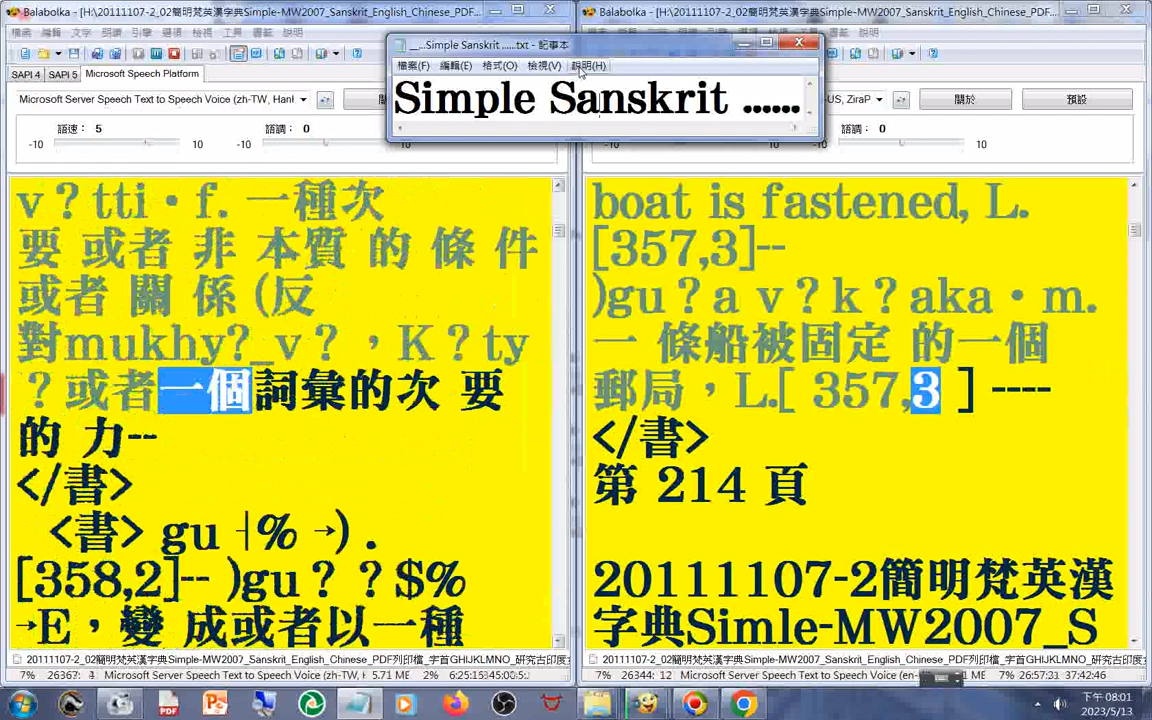 Balabolka - [H:\20111107-2_02簡明梵英漢字典Simple-MW2007_Sanskrit_English_Chinese_PDF...
Balabolka - [H:\20111107-2_02簡明梵英漢字典Simple-MW2007_Sanskrit_English_Chinese_PDF...
__...Simple Sanskrit ......txt - 記事本
檔案(F) 編輯(E) 格式(O) 檢視(V) 說明(H)
Simple Sanskrit ......
SAPI 4 SAPI 5 Microsoft Speech Platform
Microsoft Server Speech Text to Speech Voice (zh-TW, Han
語速： 5
語調： 0
-10 10 -10
-US, ZiraP
關於
預設
語調： 0
-10 10
v？tti‧f. 一種次
要 或者 非 本質 的 條 件
或者 關 係 (反
對mukhy?_v？，K？ty
？或者一個詞彙的次 要
的 力--
</書>
<書> gu ┤% →) .
[358,2]-- )gu？？$%
→E，變 成或者以一種
boat is fastened, L.
[357,3]--
)gu？a v？k？aka‧m.
一 條船被固定 的一個
郵局，L.[ 357,3 ] ----
</書>
第 214 頁
20111107-2簡明梵英漢
字典Simle-MW2007_S
20111107-2_02簡明梵英漢字典Simple-MW2007_Sanskrit_English_Chinese_PDF列印檔_字首GHIJKLMNO_研究古印度
7% 26367: 4 Microsoft Server Speech Text to Speech Voice (zh-TW, Han 5.71 MB 2%
20111107-2_02簡明梵英漢字典Simple-MW2007_Sanskrit_English_Chinese_PDF列印檔_字首GHIJKLMNO_研究古印度
7% 26344: 12 Microsoft Server Speech Text to Speech Voice (en- 7% 26:57:31 37:42:46
下午 08:01
2023/5/13